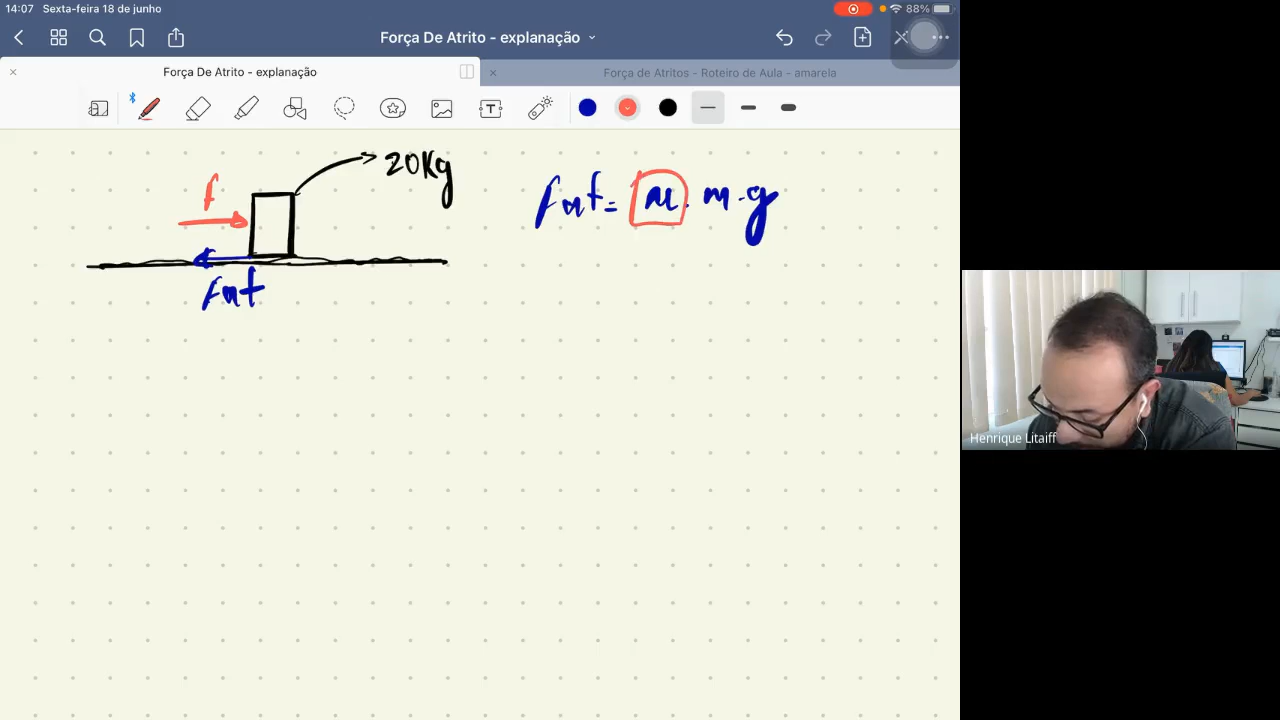 14:07 Sexta-feira 18 de junho
88%
Força De Atrito - explanação
Força De Atrito - explanação
Força de Atritos - Roteiro de Aula - amarela
T
20Kg
f
Fat = μ . m . g
Fat
Henrique Litaiff